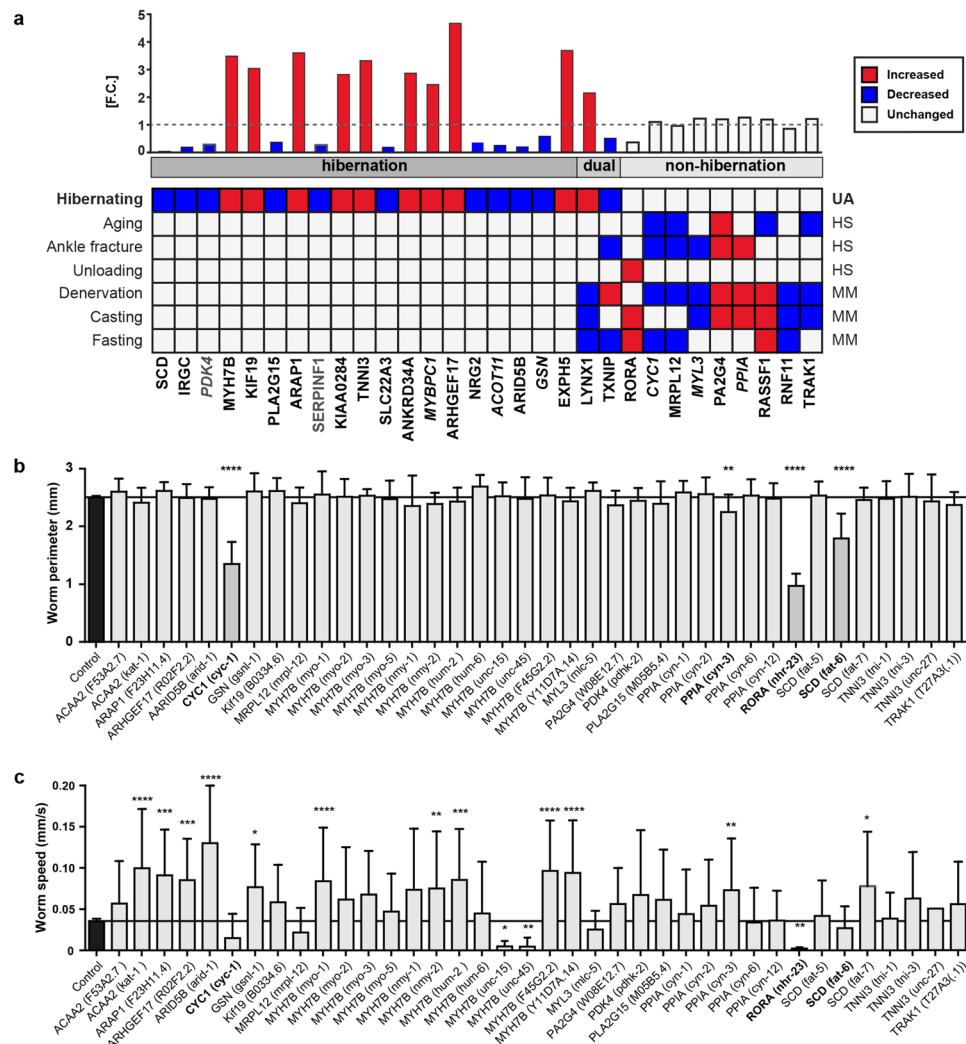 a
5
4
3
2
1
0
[F.C.]
Increased
Decreased
Unchanged
hibernation dual non-hibernation
Hibernating UA
Aging HS
Ankle fracture HS
Unloading HS
Denervation MM
Casting MM
Fasting MM
SCD
IRGC
PDK4
MYH7B
KIF19
PLA2G15
ARAP1
SERPINF1
KIAA0284
TNNI3
SLC22A3
ANKRD34A
MYBPC1
ARHGEF17
NRG2
ACOT11
ARID5B
GSN
EXPH5
LYNX1
TXNIP
RORA
CYC1
MRPL12
MYL3
PA2G4
PPIA
RASSF1
RNF11
TRAK1
b
**** ** **** ****
3
2
1
0
Worm perimeter (mm)
Control
ACAA2 (F53A2.7)
ACAA2 (kat-1)
ARAP1 (F23H11.4)
ARHGEF17 (R02F2.2)
AARID5B (arid-1)
CYC1 (cyc-1)
GSN (gsnl-1)
Kif19 (B0334.6)
MRPL12 (mrpl-12)
MYH7B (myo-1)
MYH7B (myo-2)
MYH7B (myo-3)
MYH7B (myo-5)
MYH7B (nmy-1)
MYH7B (nmy-2)
MYH7B (hum-2)
MYH7B (hum-6)
MYH7B (unc-15)
MYH7B (unc-45)
MYH7B (F45G2.2)
MYH7B (Y11D7A.14)
MYL3 (mlc-5)
PA2G4 (W08E12.7)
PDK4 (pdhk-2)
PLA2G15 (M05B5.4)
PPIA (cyn-1)
PPIA (cyn-2)
PPIA (cyn-3)
PPIA (cyn-6)
PPIA (cyn-12)
RORA (nhr-23)
SCD (fat-5)
SCD (fat-6)
SCD (fat-7)
TNNI3 (tni-1)
TNNI3 (tni-3)
TNNI3 (unc-27)
TRAK1 (T27A3(.1))
c
**** *** *** **** * **** ** *** * ** **** **** ** ** *
0.20
0.15
0.10
0.05
0
Worm speed (mm/s)
Control
ACAA2 (F53A2.7 )
ACAA2 (kat-1 )
ARAP1 (F23H11.4)
ARHGEF17 (R02F2.2)
ARID5B (arid-1)
CYC1 (cyc-1)
GSN (gsnl-1)
Kif19 (B0334.6)
MRPL12 (mrpl-12)
MYH7B (myo-1)
MYH7B (myo-2)
MYH7B (myo-3)
MYH7B (myo-5)
MYH7B (nmy-1)
MYH7B (nmy-2)
MYH7B (hum-2 )
MYH7B (hum-6)
MYH7B (unc-15)
MYH7B (unc-45)
MYH7B (F45G2.2)
MYH7B (Y11D7A.14)
MYL3 (mlc-5)
PA2G4 (W08E12.7)
PDK4 (pdhk-2)
PLA2G15 (M05B5.4)
PPIA (cyn-1)
PPIA (cyn-2)
PPIA (cyn-3)
PPIA (cyn-6)
PPIA (cyn-12)
RORA (nhr-23)
SCD (fat-5)
SCD (fat-6)
SCD (fat-7)
TNNI3 (tni-1)
TNNI3 (tni-3)
TNNI3 (unc-27)
TRAK1 (T27A3(.1))